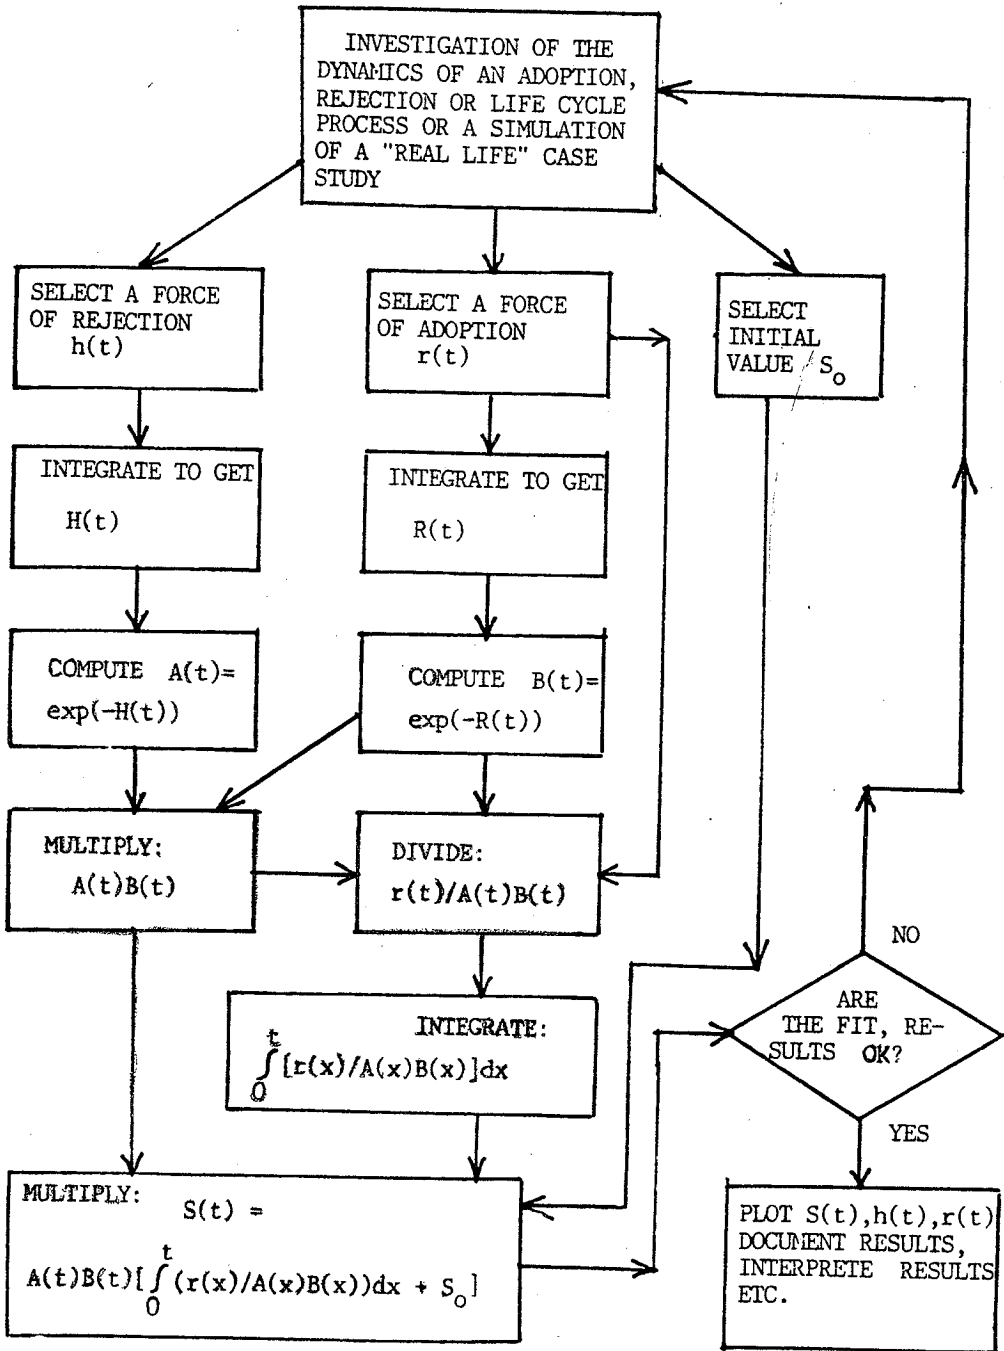 INVESTIGATION OF THE
DYNAMICS OF AN ADOPTION,
REJECTION OR LIFE CYCLE
PROCESS OR A SIMULATION
OF A "REAL LIFE" CASE
STUDY
SELECT A FORCE
OF REJECTION
h(t)
SELECT A FORCE
OF ADOPTION
r(t)
SELECT
INITIAL
VALUE S₀
INTEGRATE TO GET
H(t)
INTEGRATE TO GET
R(t)
COMPUTE A(t)=
exp(-H(t))
COMPUTE B(t)=
exp(-R(t))
MULTIPLY:
A(t)B(t)
DIVIDE:
r(t)/A(t)B(t)
NO
ARE
THE FIT, RE-
SULTS OK?
YES
INTEGRATE:
t
∫[r(x)/A(x)B(x)]dx
0
MULTIPLY:
S(t) =
t
A(t)B(t)[∫(r(x)/A(x)B(x))dx + S₀]
0
PLOT S(t),h(t),r(t)
DOCUMENT RESULTS,
INTERPRETE RESULTS
ETC.